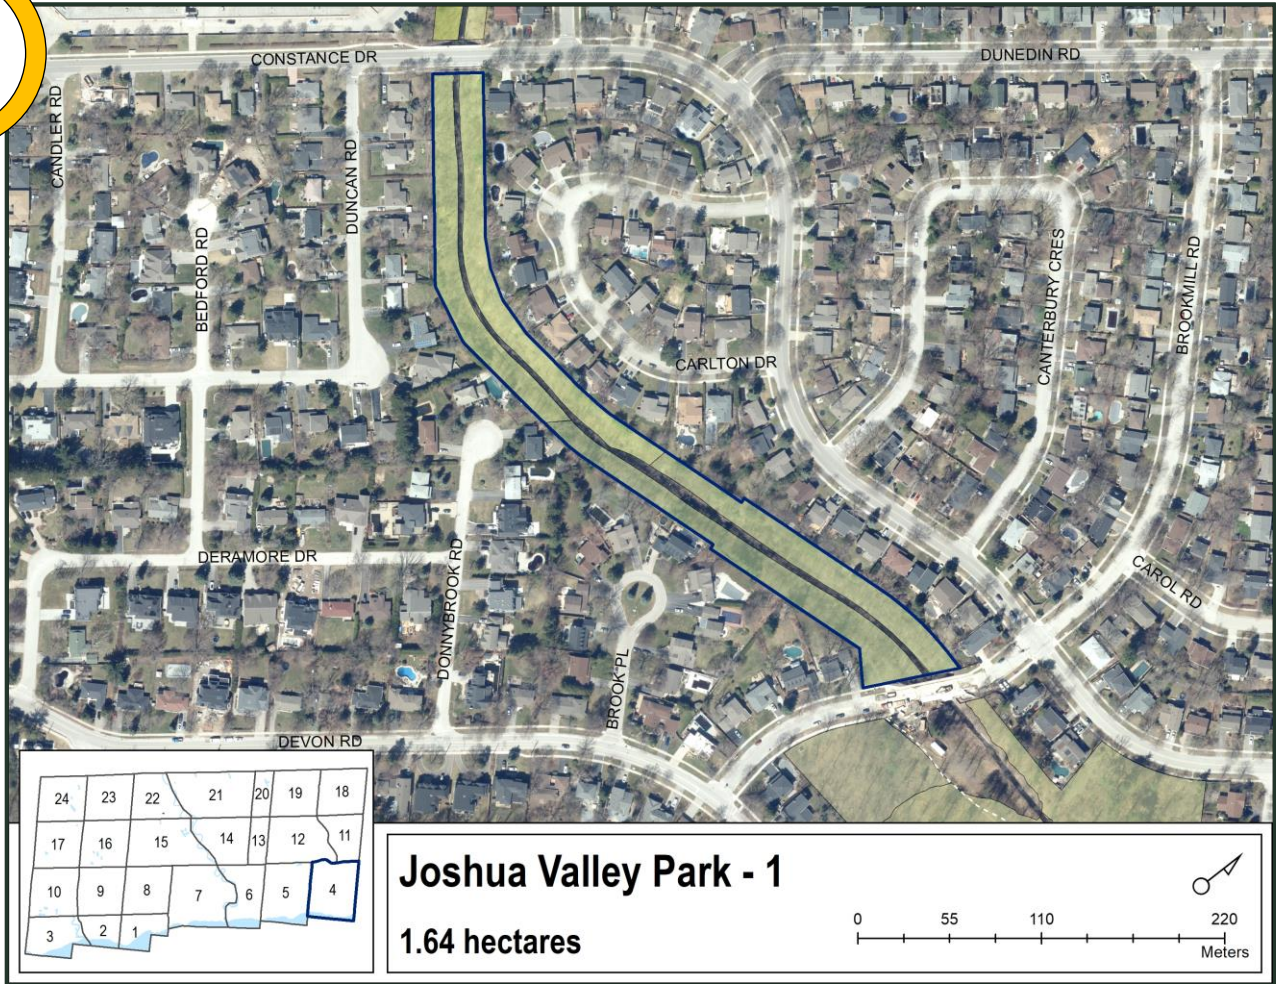 CONSTANCE DR
DUNEDIN RD
CANDLER RD
DUNCAN RD
BEDFORD RD
CANTERBURY CRES
BROOKMILL RD
CARLTON DR
DERAMORE DR
DONNYBROOK RD
CAROL RD
BROOK PL
DEVON RD
24 23 22 21 20 19 18
17 16 15 14 13 12 11
10 9 8 7 6 5 4
3 2 1
Joshua Valley Park - 1
1.64 hectares
0 55 110 220
Meters